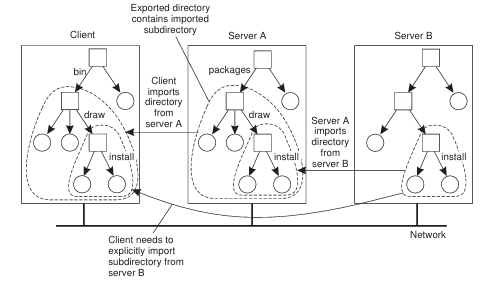 Exported directory
contains imported
subdirectory
Client
Server A
Server B
bin
packages
Client
imports
directory
from
server A
draw
draw
Server A
imports
directory
from
server B
install
install
install
Network
Client needs to
explicitly import
subdirectory from
server B